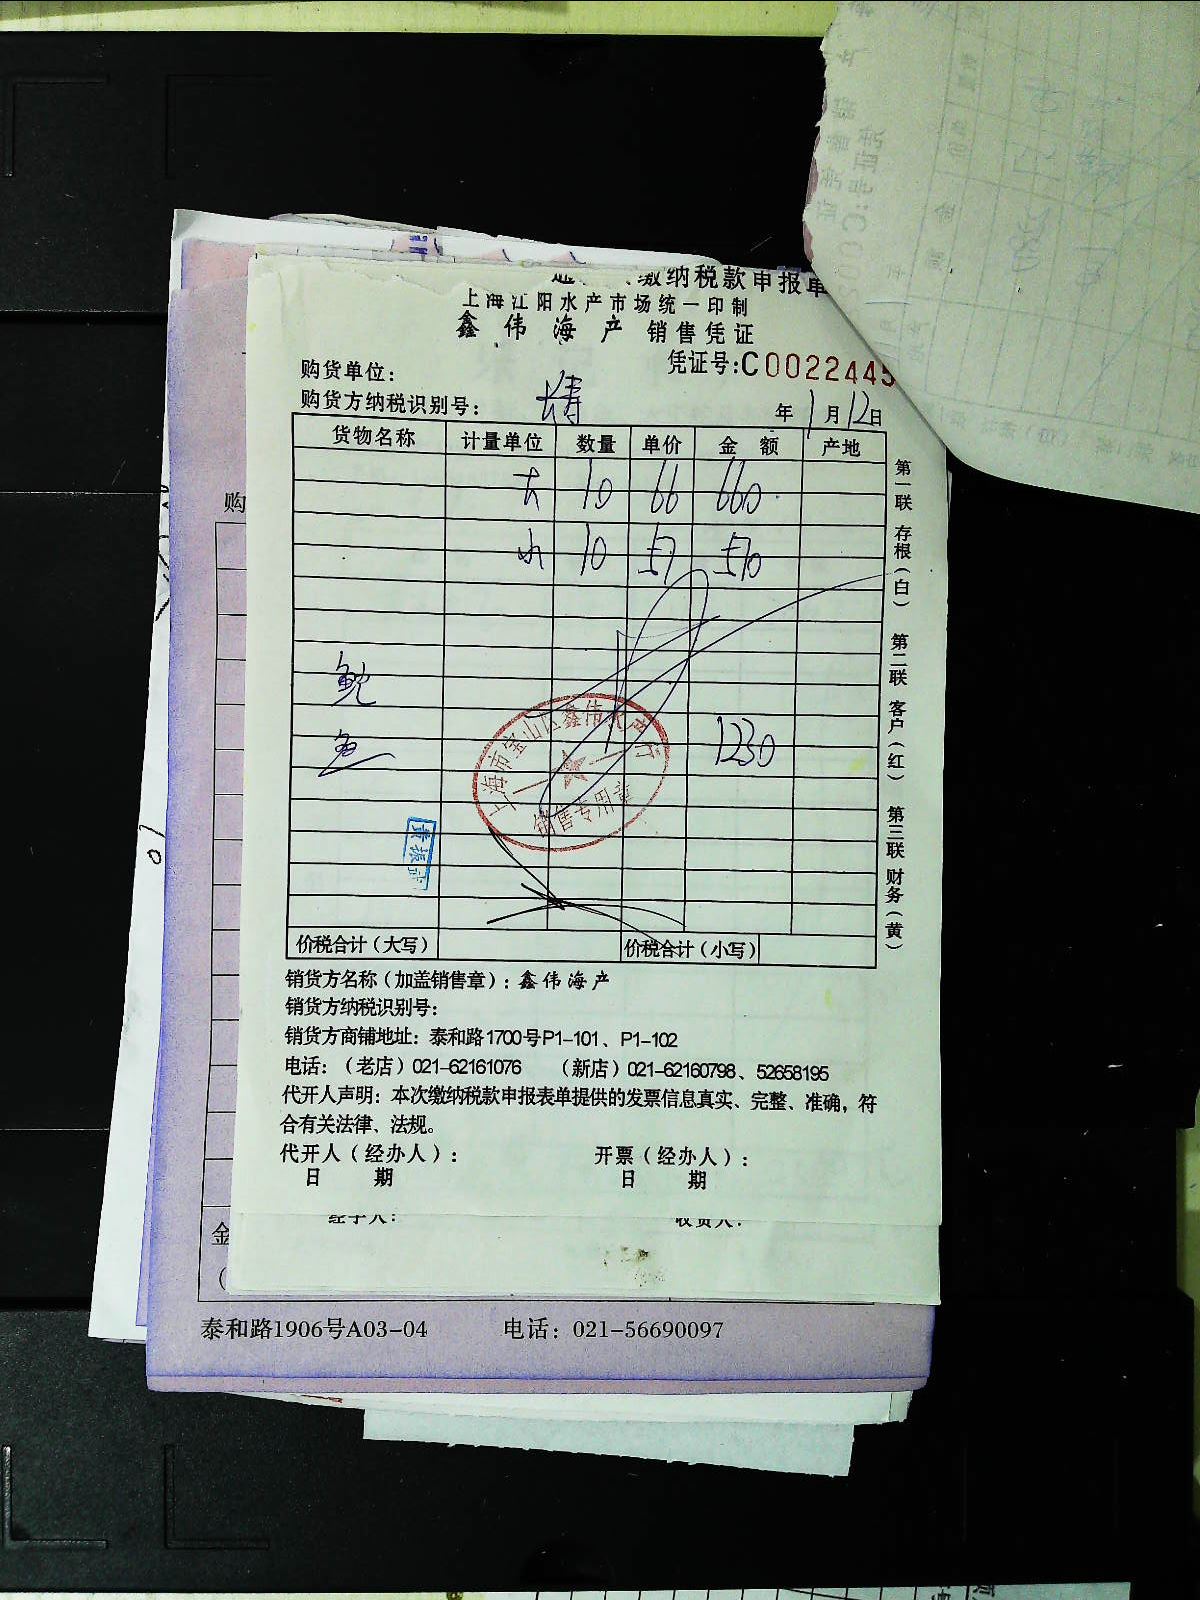 缴纳税款申报单
上海江阳水产市场统一印制
鑫伟海产 销售凭证
凭证号:C0022445
购货单位:
购货方纳税识别号:
年 1月12日
货物名称 计量单位 数量 单价 金额 产地
大 10 66 660
小 10 57 570
鲍
鱼
1230
上海市宝山区鑫伟水产行
销售专用章
价税合计(大写) 价税合计(小写)
第一联 存根(白) 第二联 客户(红) 第三联 财务(黄)
销货方名称(加盖销售章):鑫伟海产
销货方纳税识别号:
销货方商铺地址:泰和路1700号P1-101、P1-102
电话:(老店)021-62161076 (新店)021-62160798、52658195
代开人声明:本次缴纳税款申报表单提供的发票信息真实、完整、准确,符
合有关法律、法规。
代开人(经办人): 开票(经办人):
日 期 日 期
经手人: 收货人:
购
金
泰和路1906号A03-04 电话:021-56690097